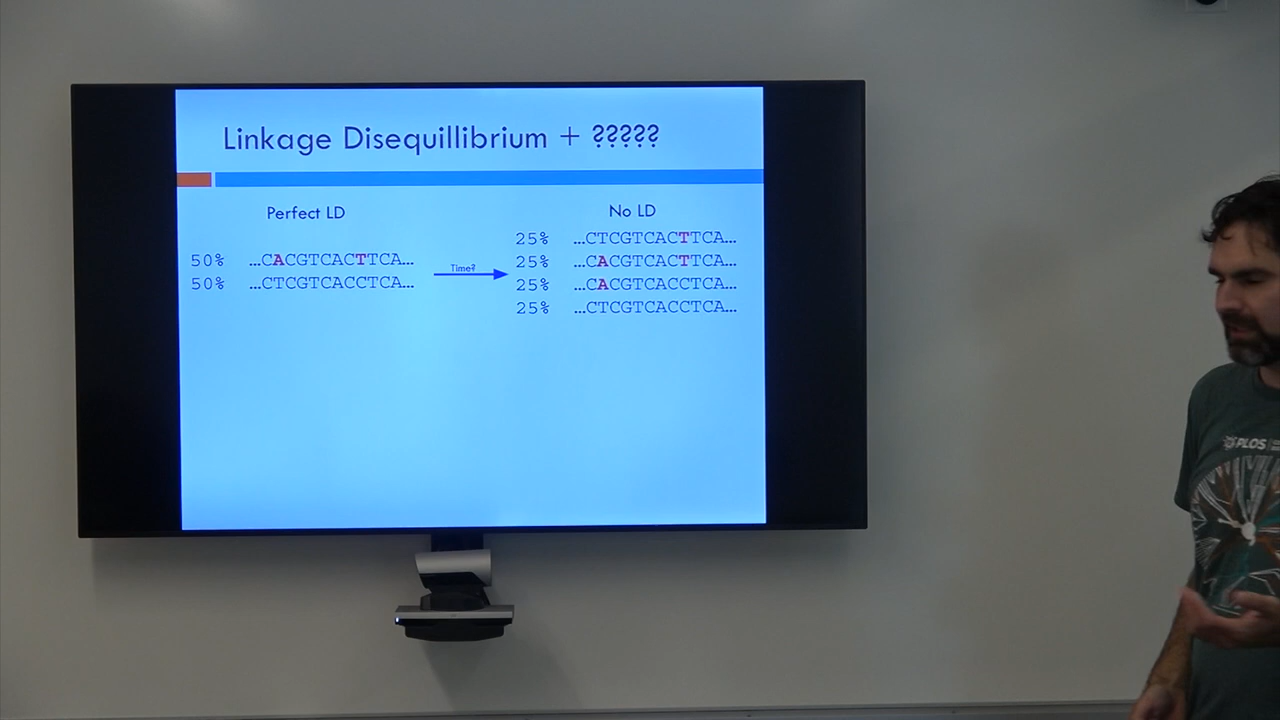 Linkage Disequillibrium + ?????
Perfect LD
50% ...CACGTCACTTCA...
50% ...CTCGTCACCTCA...
Time?
No LD
25% ...CTCGTCACTTCA...
25% ...CACGTCACTTCA...
25% ...CACGTCACCTCA...
25% ...CTCGTCACCTCA...
PLOS